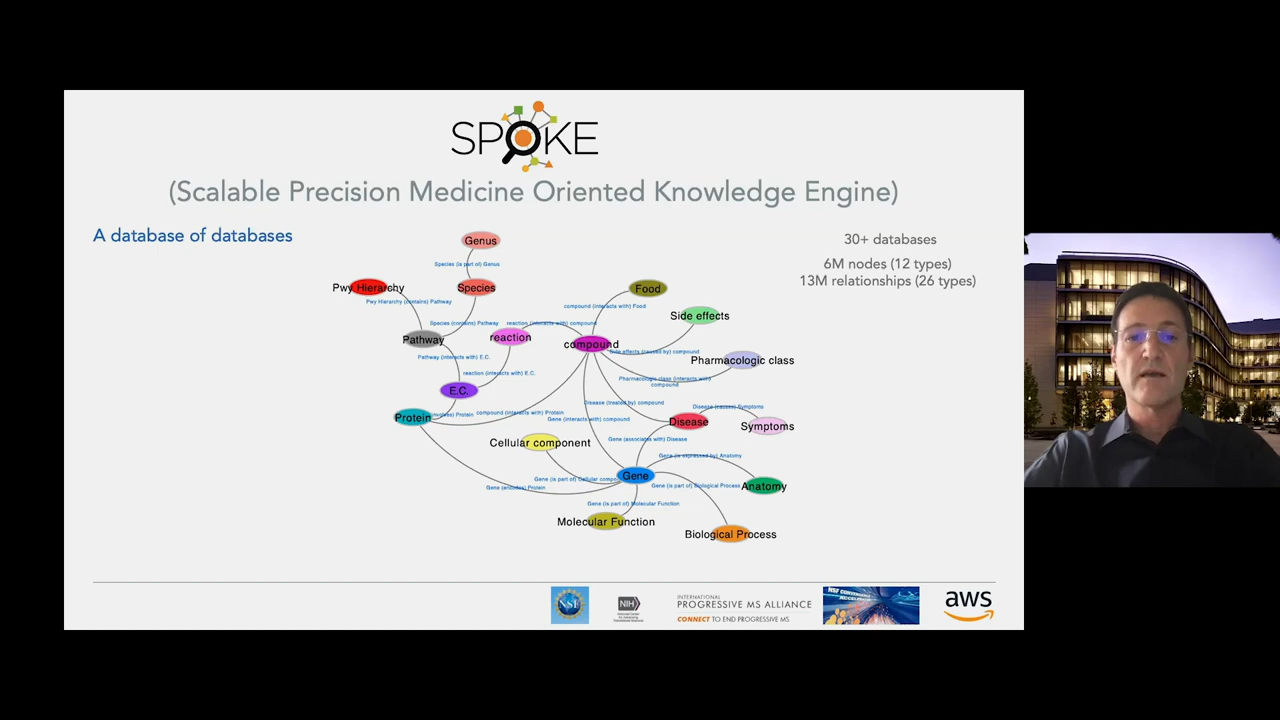 SPOKE
(Scalable Precision Medicine Oriented Knowledge Engine)
A database of databases
30+ databases
6M nodes (12 types)
13M relationships (26 types)
Genus
Species (is part of) Genus
Pwy Hierarchy
Species
Food
Pwy Hierarchy (contains) Pathway
compound (interacts with) Food
Side effects
Species (contains) Pathway
reaction (interacts with) compound
Pathway
reaction
compound
Side effects (caused by) compound
Pathway (interacts with) E.C.
Pharmacologic class
reaction (interacts with) E.C.
Pharmacologic class (interacts with)
compound
E.C.
Disease (treated by) compound
Disease (causes) Symptoms
Protein
Protein
compound (interacts with) Protein
Gene (interacts with) compound
Disease
Symptoms
Cellular component
Gene (associates with) Disease
Gene (is expressed by) Anatomy
Gene (is part of) Cellular compo
Gene
Gene (encodes) Protein
Gene (is part of) Biological Process
Anatomy
Gene (is part of) Molecular Function
Molecular Function
Biological Process
NSF
NIH
INTERNATIONAL
PROGRESSIVE MS ALLIANCE
CONNECT TO END PROGRESSIVE MS
NSF CONVERGENCE
ACCELERATOR
aws